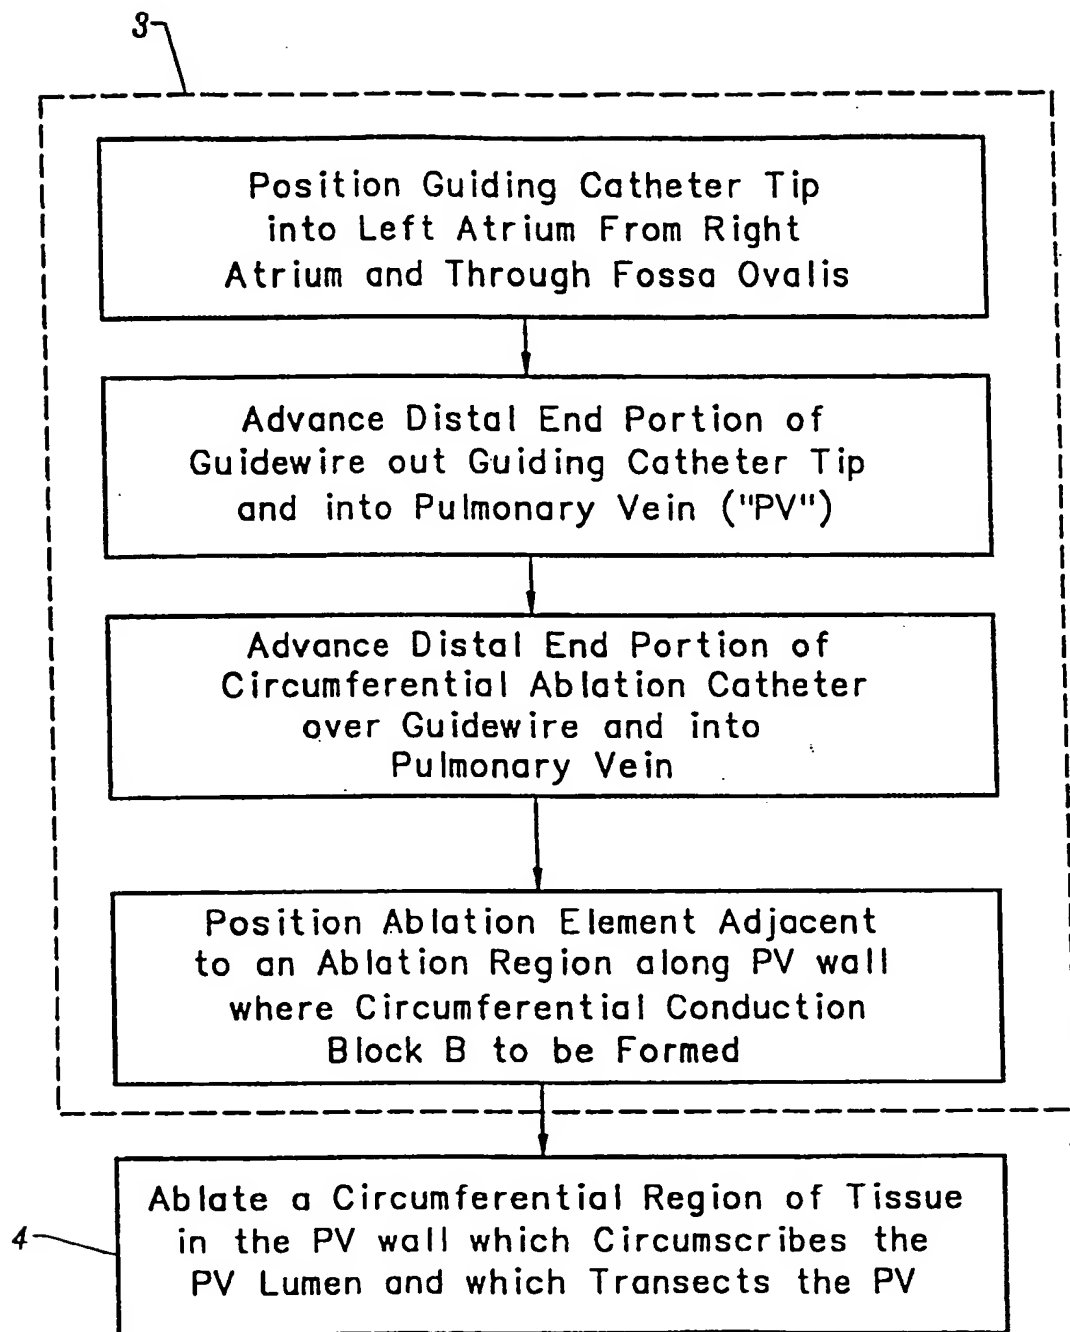 3
Position Guiding Catheter Tip
into Left Atrium From Right
Atrium and Through Fossa Ovalis
Advance Distal End Portion of
Guidewire out Guiding Catheter Tip
and into Pulmonary Vein ("PV")
Advance Distal End Portion of
Circumferential Ablation Catheter
over Guidewire and into
Pulmonary Vein
Position Ablation Element Adjacent
to an Ablation Region along PV wall
where Circumferential Conduction
Block B to be Formed
4
Ablate a Circumferential Region of Tissue
in the PV wall which Circumscribes the
PV Lumen and which Transects the PV